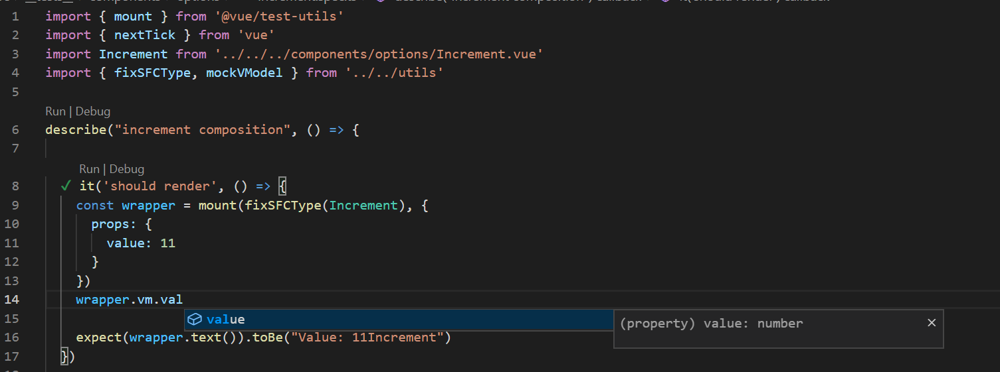 1 import { mount } from '@vue/test-utils'
2 import { nextTick } from 'vue'
3 import Increment from '../../../components/options/Increment.vue'
4 import { fixSFCType, mockVModel } from '../../utils'
5
Run | Debug
6 describe("increment composition", () => {
7
Run | Debug
8 ✓ it('should render', () => {
9 const wrapper = mount(fixSFCType(Increment), {
10 props: {
11 value: 11
12 }
13 })
14 wrapper.vm.val
15 value (property) value: number ×
16 expect(wrapper.text()).toBe("Value: 11Increment")
17 })